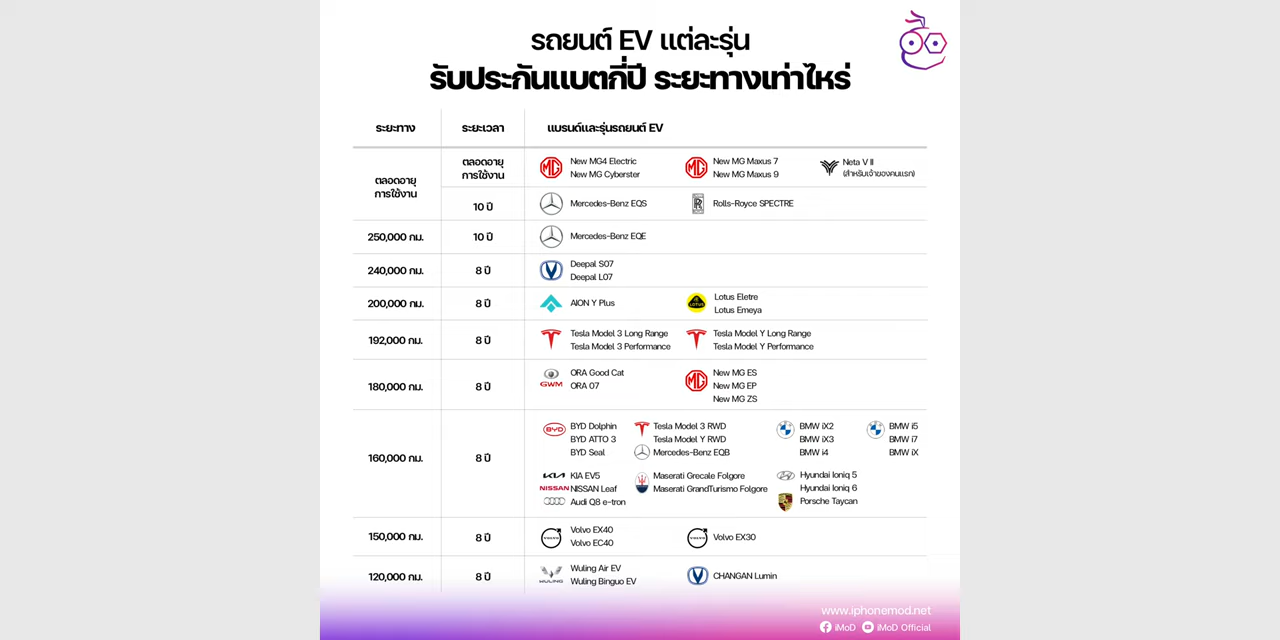 รถยนต์ EV แต่ละรุ่น
รับประกันแบตกี่ปี ระยะทางเท่าไหร่
ระยะทาง ระยะเวลา แบรนด์และรุ่นรถยนต์ EV
ตลอดอายุ
การใช้งาน
ตลอดอายุ
การใช้งาน
MG
New MG4 Electric
New MG Cyberster
MG
New MG Maxus 7
New MG Maxus 9
Neta V II
(สำหรับเจ้าของคนแรก)
10 ปี
Mercedes-Benz EQS
Rolls-Royce SPECTRE
250,000 กม. 10 ปี Mercedes-Benz EQE
240,000 กม. 8 ปี
Deepal S07
Deepal L07
200,000 กม. 8 ปี
AION Y Plus
LOTUS
Lotus Eletre
Lotus Emeya
192,000 กม. 8 ปี
Tesla Model 3 Long Range
Tesla Model 3 Performance
Tesla Model Y Long Range
Tesla Model Y Performance
180,000 กม. 8 ปี
GWM
ORA Good Cat
ORA 07
MG
New MG ES
New MG EP
New MG ZS
160,000 กม. 8 ปี
BYD
BYD Dolphin
BYD ATTO 3
BYD Seal
Tesla Model 3 RWD
Tesla Model Y RWD
Mercedes-Benz EQB
BMW iX2
BMW iX3
BMW i4
BMW i5
BMW i7
BMW iX
KIA KIA EV5
NISSAN NISSAN Leaf
Audi Q8 e-tron
Maserati Grecale Folgore
Maserati GrandTurismo Folgore
Hyundai Ioniq 5
Hyundai Ioniq 6
Porsche Taycan
150,000 กม. 8 ปี
VOLVO
Volvo EX40
Volvo EC40
VOLVO
Volvo EX30
120,000 กม. 8 ปี
WULING
Wuling Air EV
Wuling Binguo EV
CHANGAN Lumin
www.iphonemod.net
iMoD iMoD Official